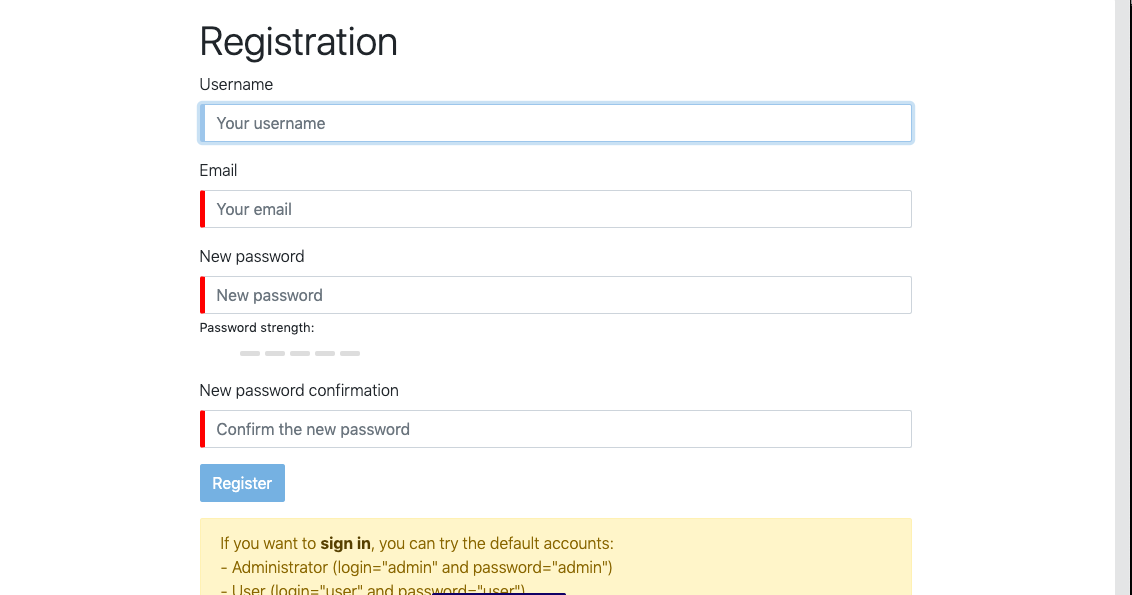 Registration
Username
Your username
Email
Your email
New password
New password
Password strength:
New password confirmation
Confirm the new password
Register
If you want to sign in, you can try the default accounts:
- Administrator (login="admin" and password="admin")
- User (login="user" and password="user").